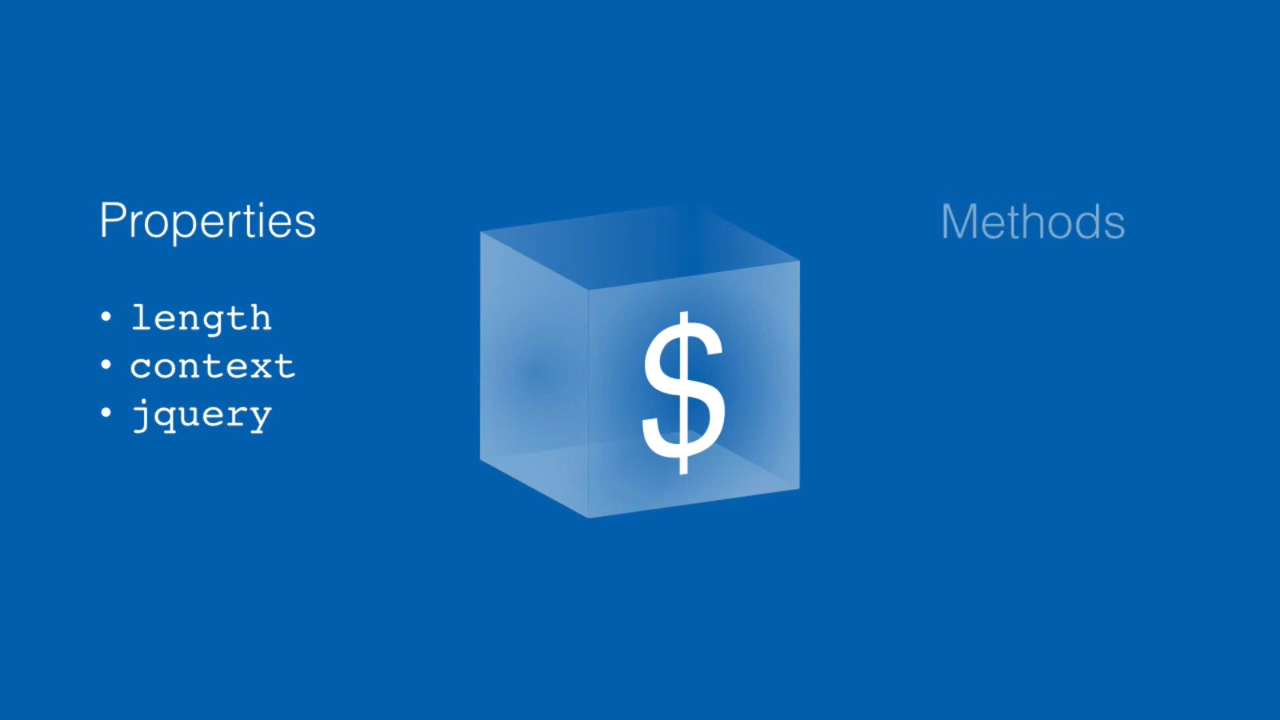 Properties
• length
• context
• jquery
$
Methods